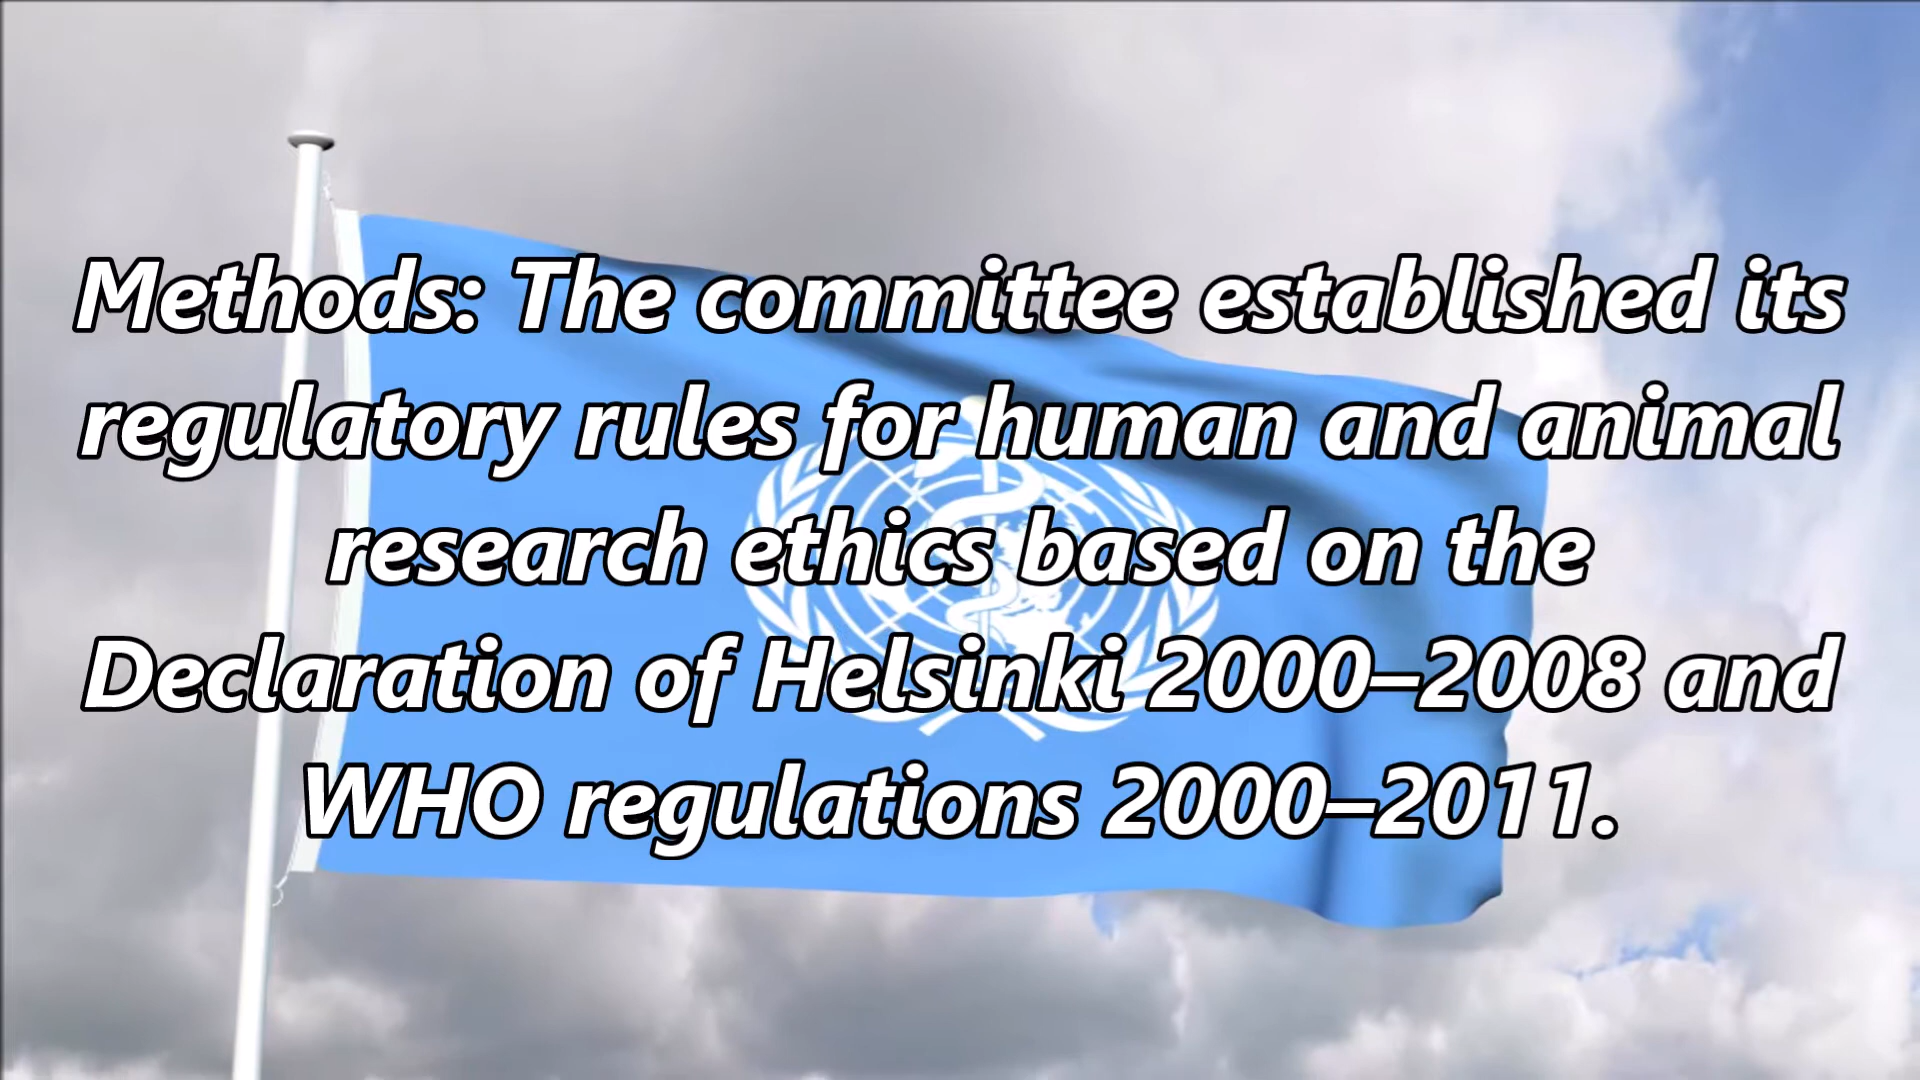 Methods: The committee established its
regulatory rules for human and animal
research ethics based on the
Declaration of Helsinki 2000–2008 and
WHO regulations 2000–2011.